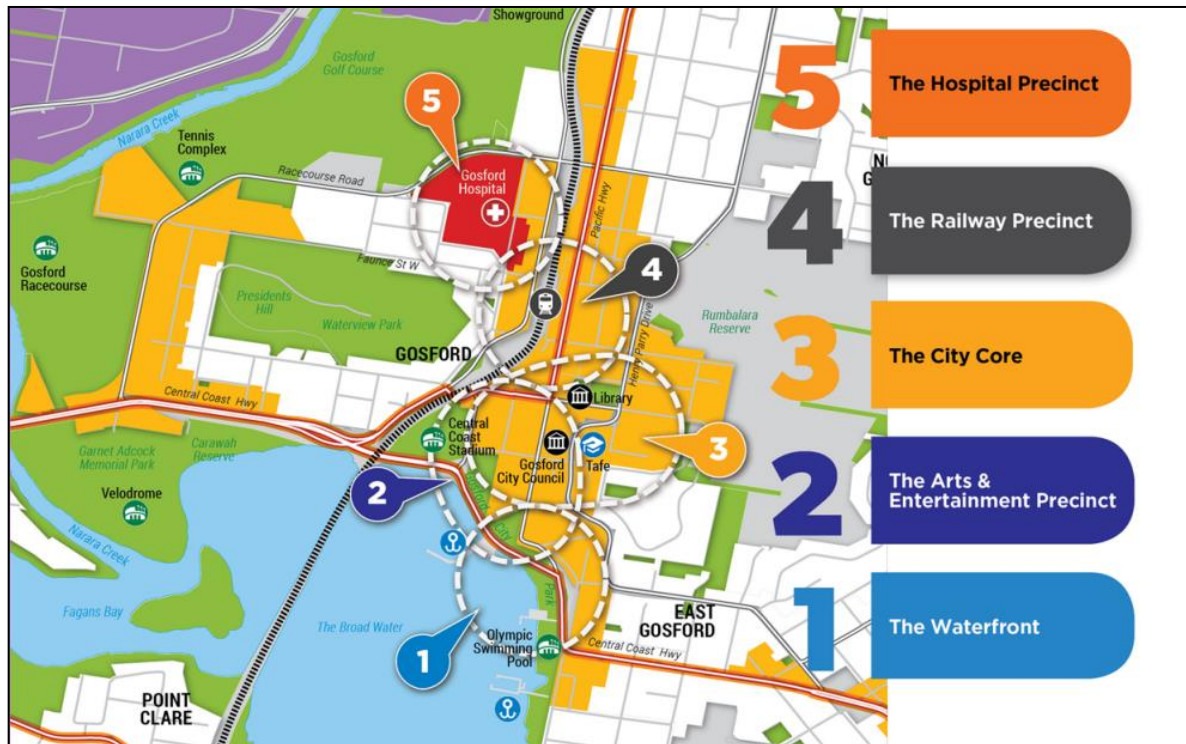 Showground
Gosford
Golf Course
Narara Creek
5
Tennis
Complex
Racecourse Road
Gosford
Hospital
Pacific Hwy
4
Faunce St W
Gosford
Racecourse
Presidents
Hill
Waterview Park
Rumbalara
Reserve
GOSFORD
Henry Parry Drive
Central Coast Hwy
Library
Central
Coast
Stadium
3
Garnet Adcock
Memorial Park
Carawah
Reserve
Gosford
City Council
Tafe
2
Velodrome
City
Park
Narara Creek
Fagans Bay
The Broad Water
EAST
GOSFORD
1
Olympic
Swimming
Pool
Central Coast Hwy
POINT
CLARE
5
The Hospital Precinct
4
The Railway Precinct
3
The City Core
2
The Arts &
Entertainment Precinct
1
The Waterfront